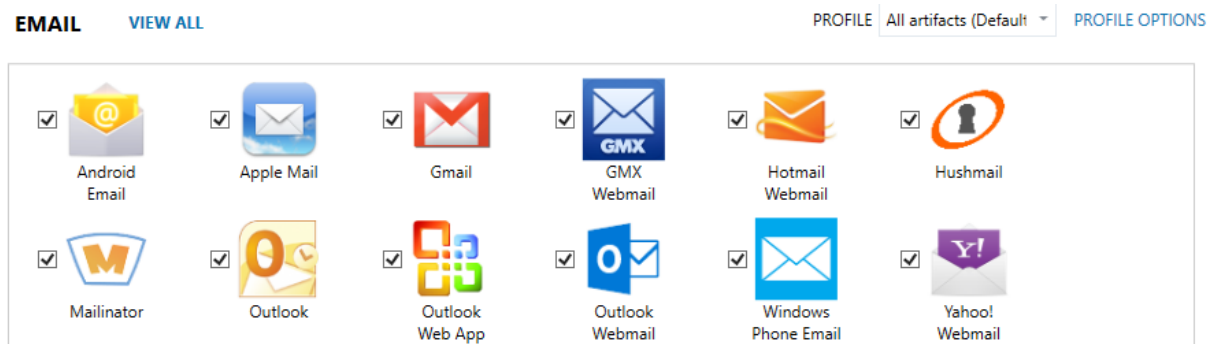 EMAIL VIEW ALL PROFILE All artifacts (Default PROFILE OPTIONS
@
GMX
Android Email
Apple Mail
Gmail
GMX Webmail
Hotmail Webmail
Hushmail
M
O
O
Y!
Mailinator
Outlook
Outlook Web App
Outlook Webmail
Windows Phone Email
Yahoo! Webmail